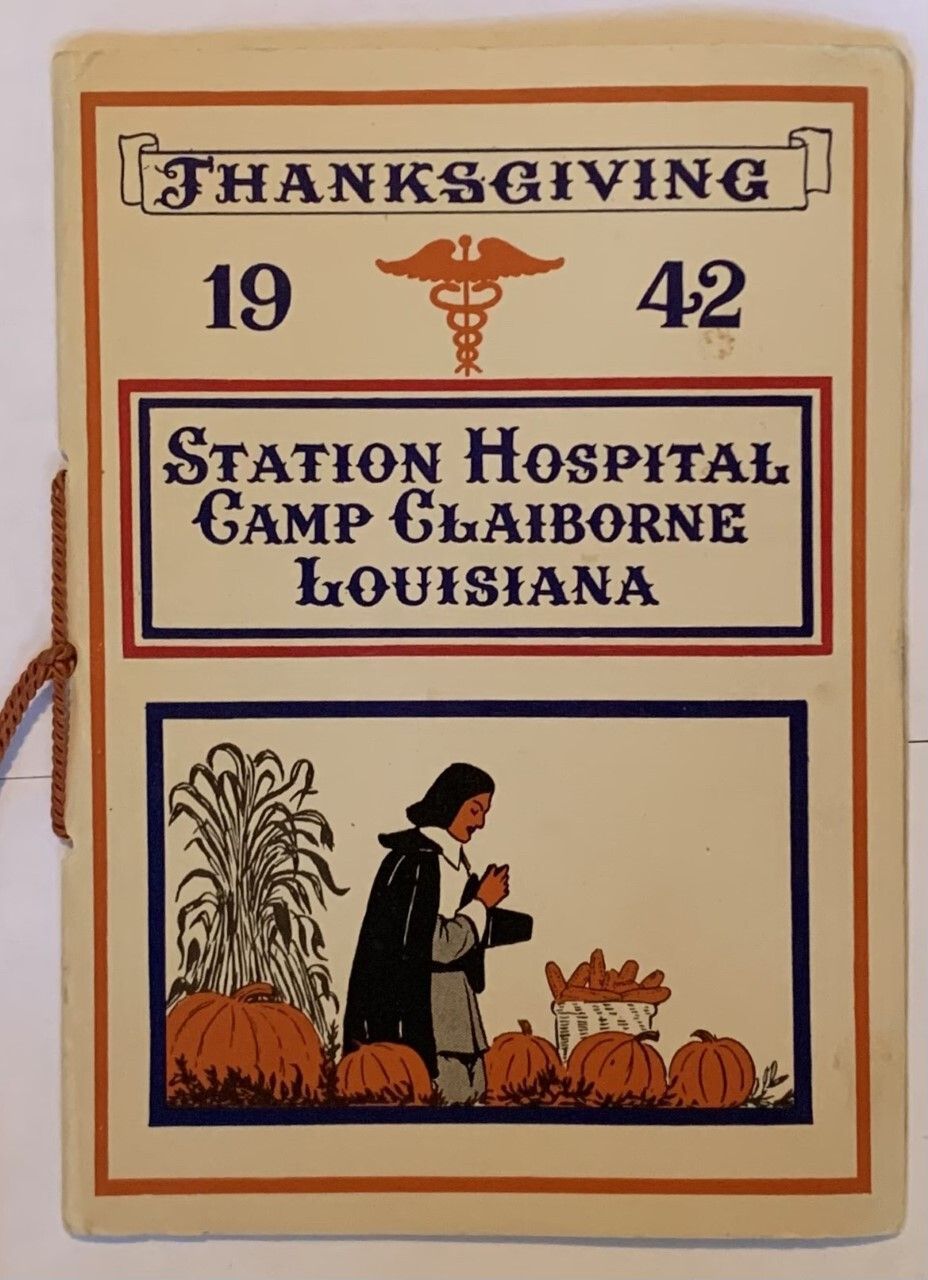 THANKSGIVING
19 42
STATION HOSPITAL
CAMP CLAIBORNE
LOUISIANA